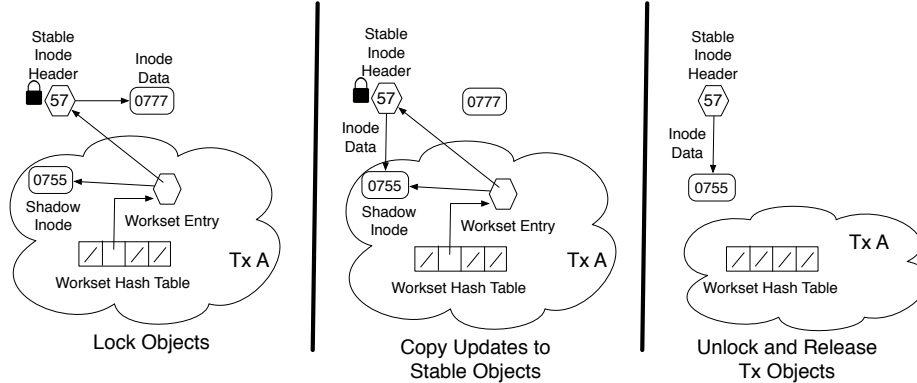 Stable
Inode
Header
57
Inode
Data
0777
0755
Shadow
Inode
Workset Entry
Workset Hash Table
Tx A
Lock Objects
Stable
Inode
Header
57
0777
Inode
Data
0755
Shadow
Inode
Workset Entry
Workset Hash Table
Tx A
Copy Updates to
Stable Objects
Stable
Inode
Header
57
Inode
Data
0755
Tx A
Workset Hash Table
Unlock and Release
Tx Objects